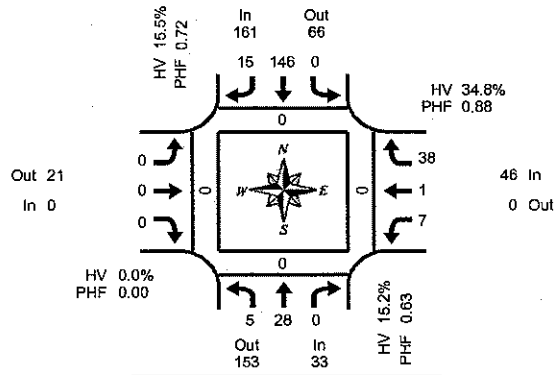 HV 15.5%
PHF 0.72
In
161
Out
66
15 146 0
HV 34.8%
PHF 0.88
0
0
0
0
Out 21
In 0
0
N
W E
S
0
38
1
7
46 In
0 Out
HV 0.0%
PHF 0.00
0
5 28 0
Out
153
In
33
HV 15.2%
PHF 0.63